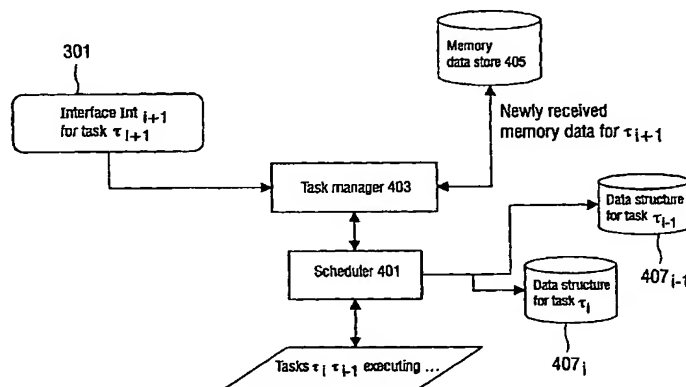 301
Interface Int i+1
for task τ i+1
Memory
data store 405
Newly received
memory data for τ i+1
Task manager 403
Scheduler 401
Data structure
for task τ i-1
407 i-1
Data structure
for task τ i
407 i
Tasks τ i τ i-1 executing ...